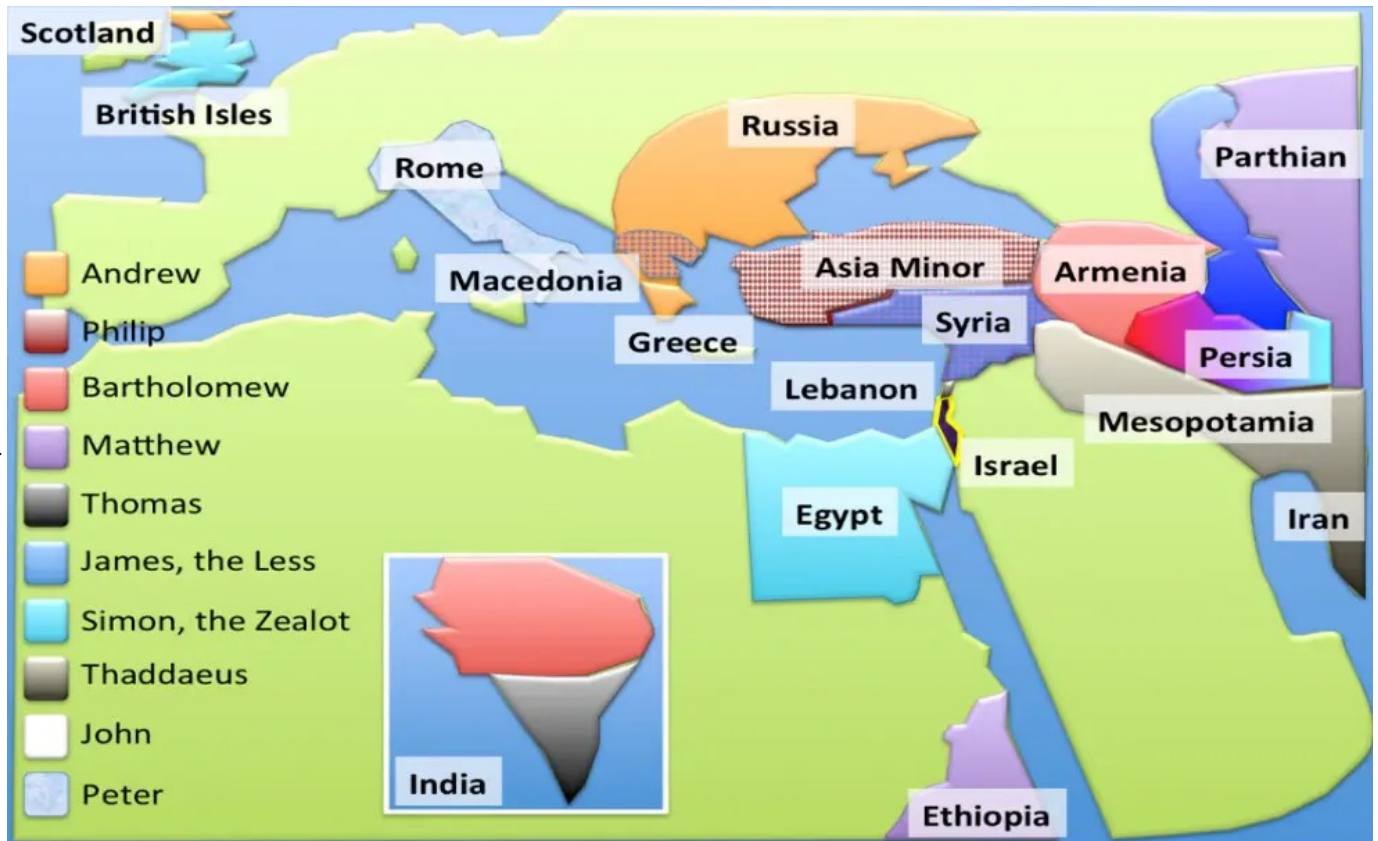 Scotland
British Isles
Russia
Rome
Parthian
Macedonia
Asia Minor
Armenia
Greece
Syria
Persia
Lebanon
Mesopotamia
Israel
Egypt
Iran
India
Ethiopia
Andrew
Philip
Bartholomew
Matthew
Thomas
James, the Less
Simon, the Zealot
Thaddaeus
John
Peter